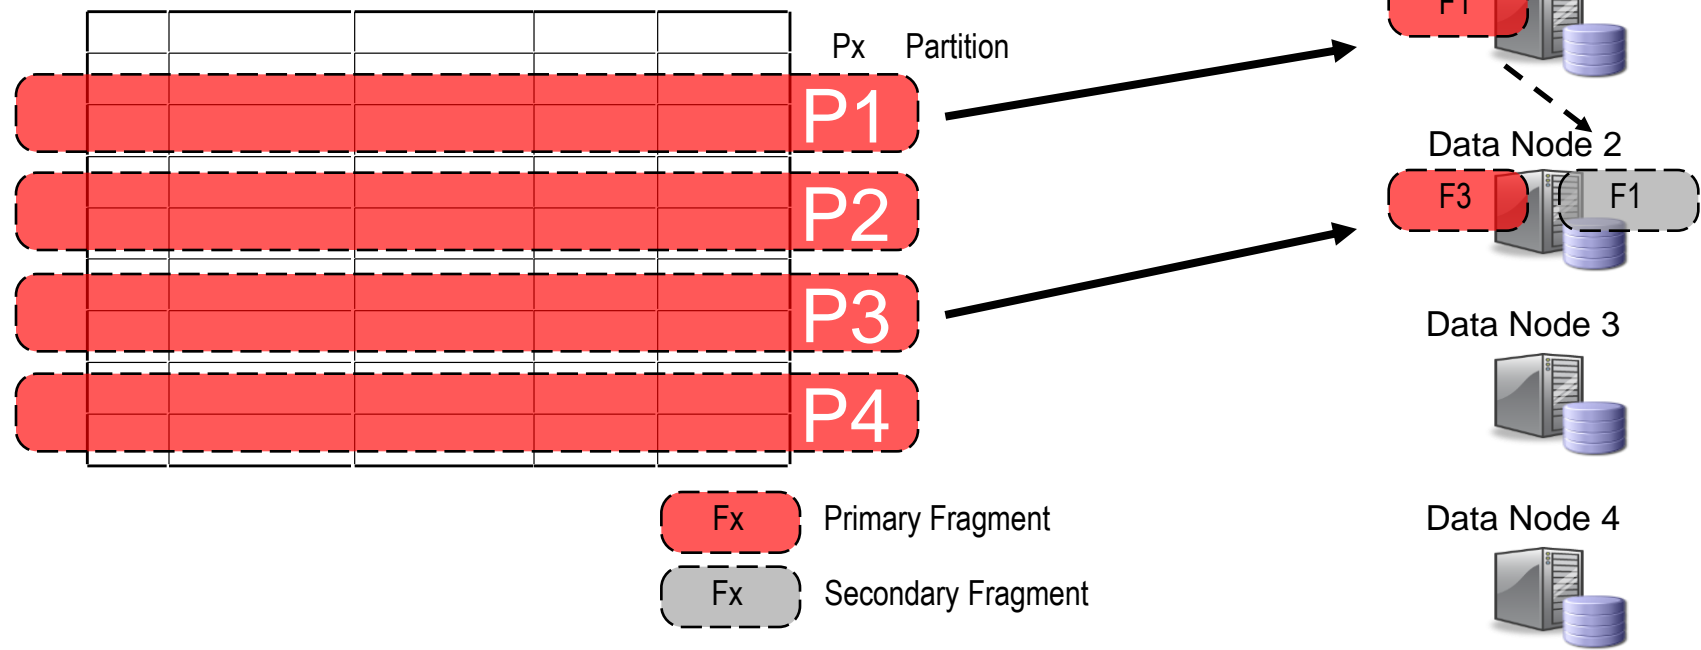 F1
Px Partition
P1
Data Node 2
P2
F3 F1
P3
Data Node 3
P4
Fx Primary Fragment
Data Node 4
Fx Secondary Fragment